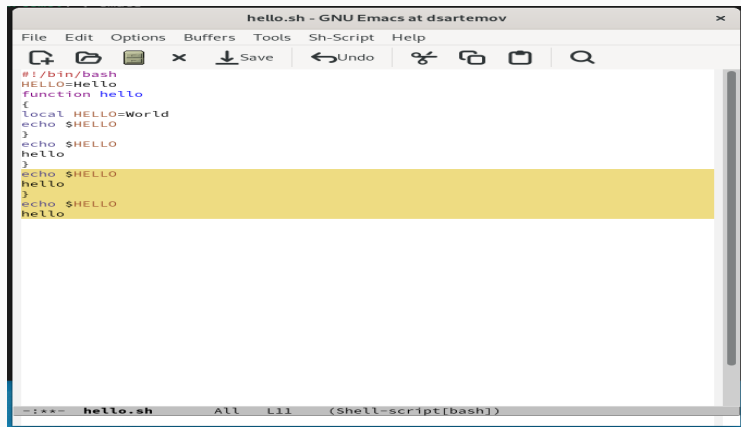 hello.sh - GNU Emacs at dsartemov
File Edit Options Buffers Tools Sh-Script Help
Save Undo
#!/bin/bash
HELLO=Hello
function hello
{
local HELLO=World
echo $HELLO
}
echo $HELLO
hello
}
echo $HELLO
hello
}
echo $HELLO
hello
-:**- hello.sh All L11 (Shell-script[bash])